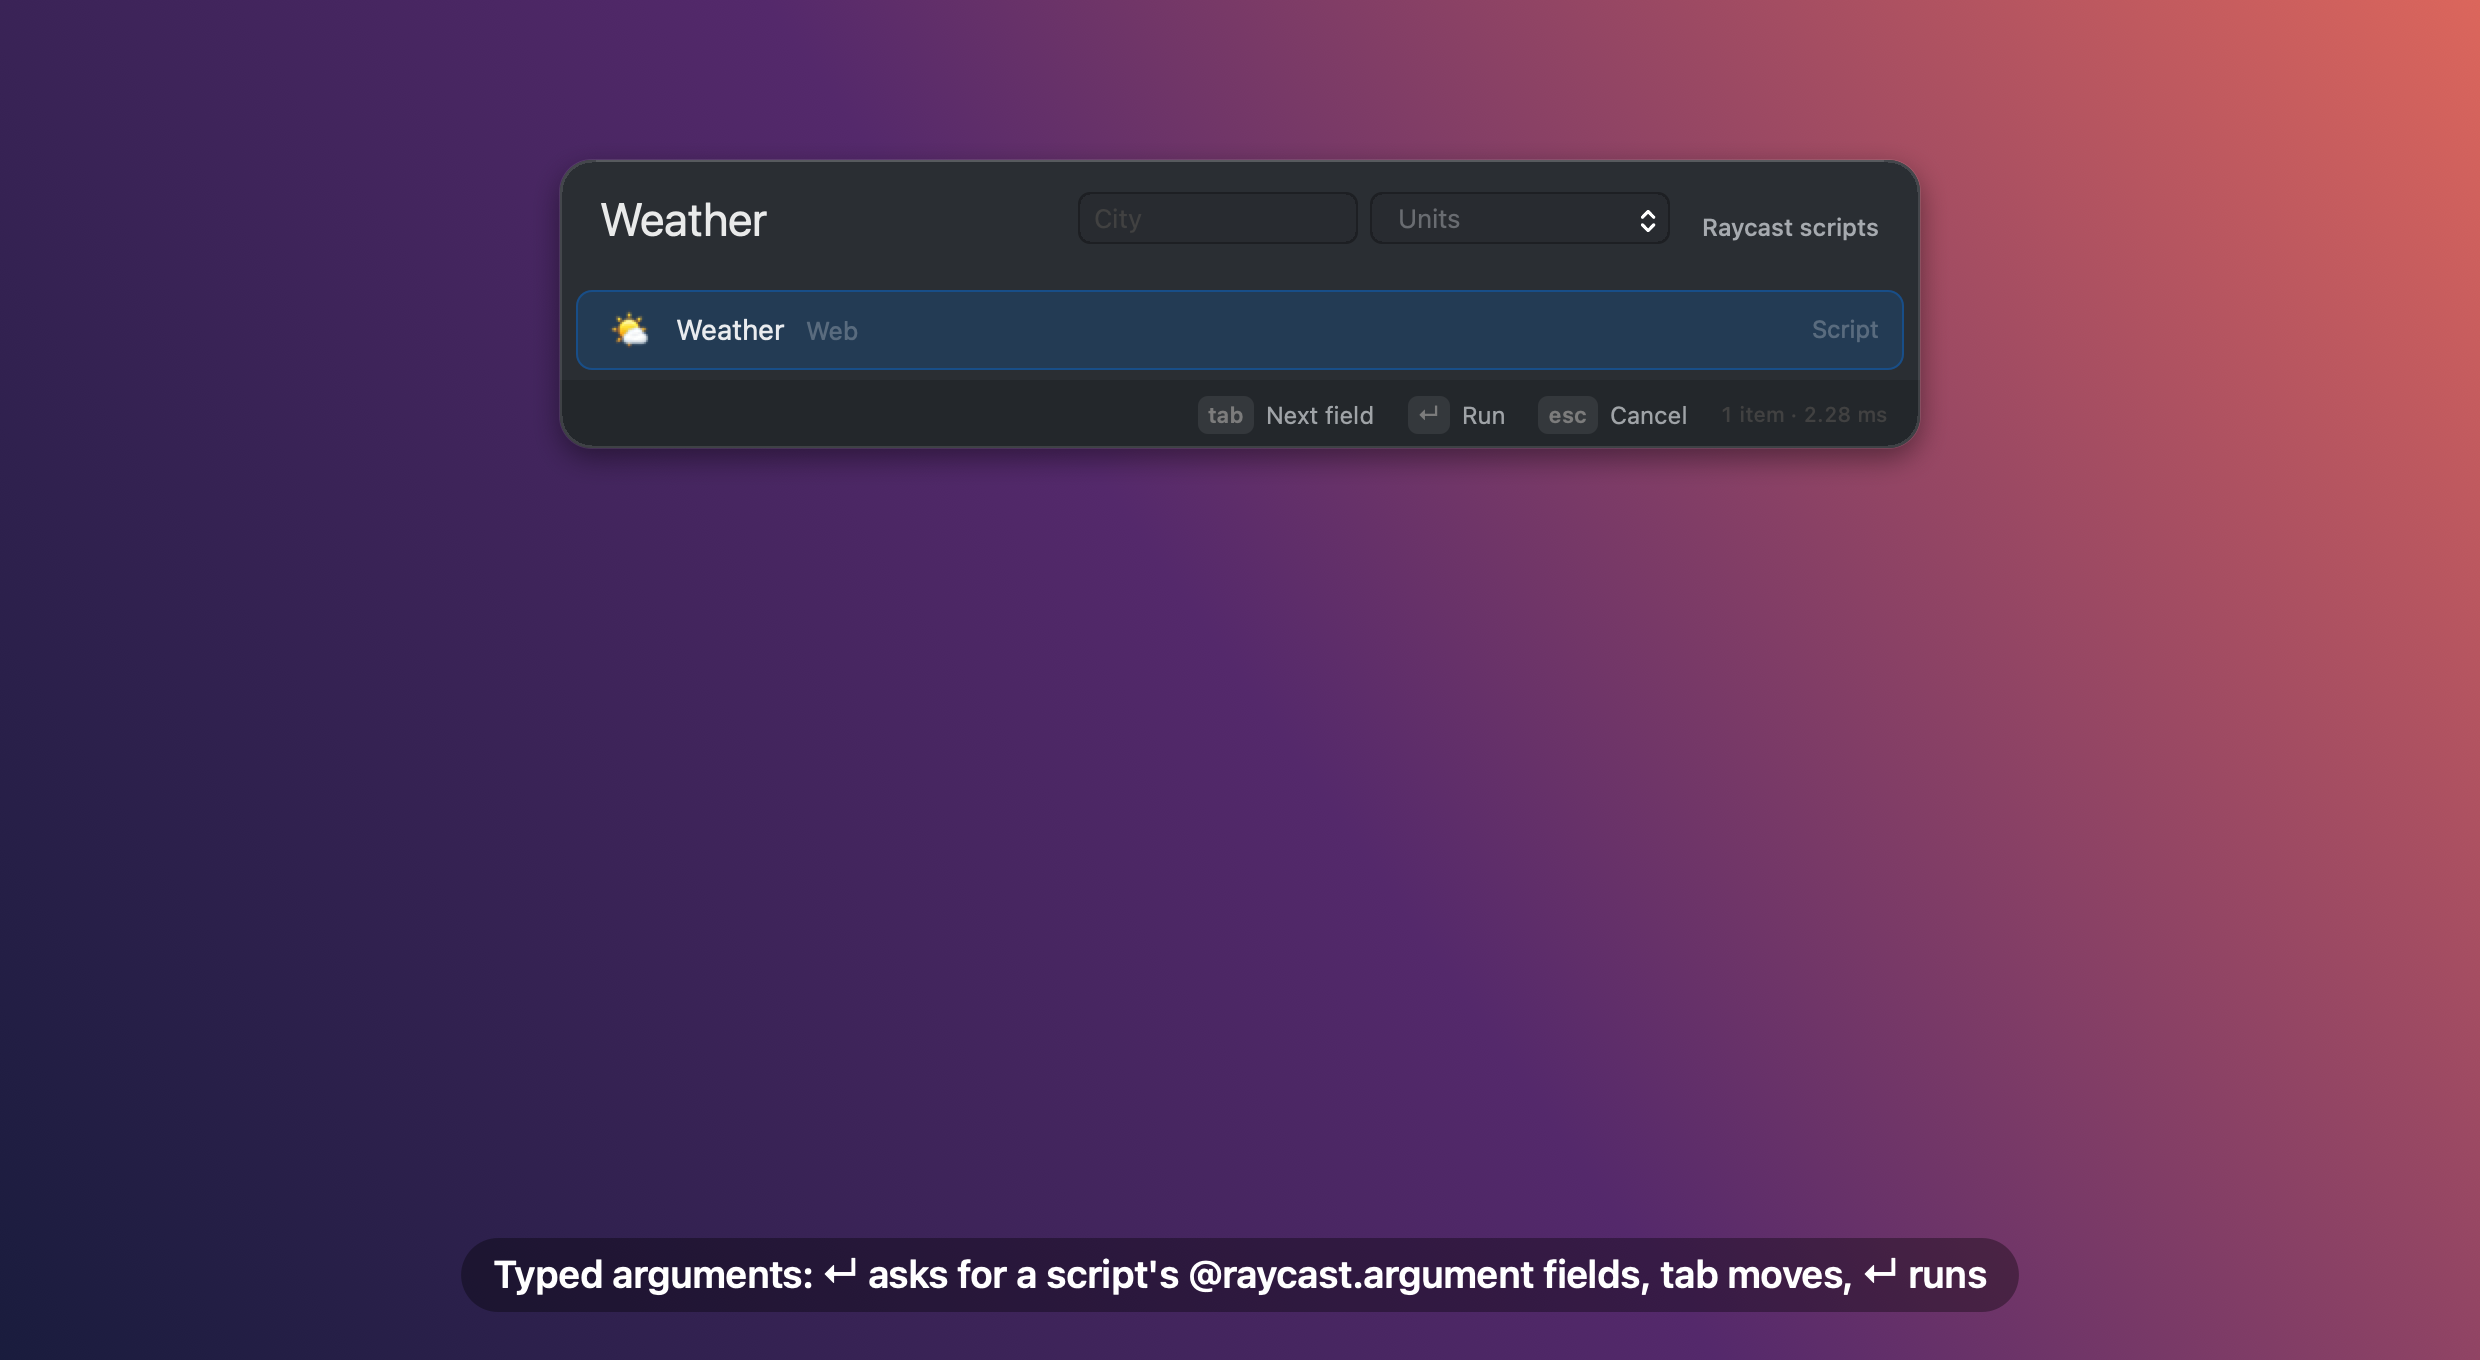 Weather City Units Raycast scripts
Weather Web Script
tab Next field ↵ Run esc Cancel 1 item · 2.28 ms
Typed arguments: ↵ asks for a script's @raycast.argument fields, tab moves, ↵ runs